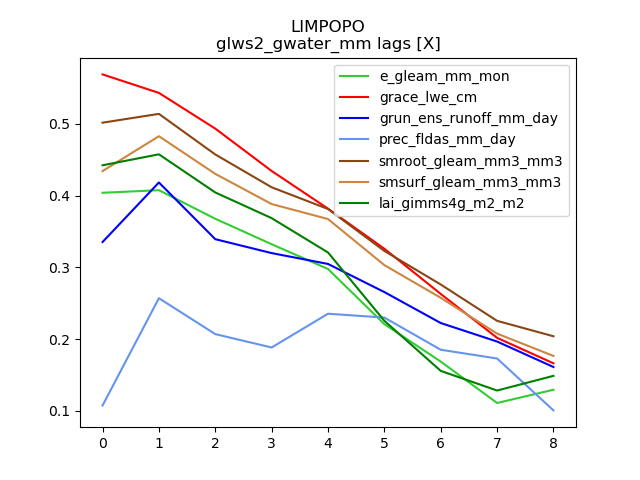 LIMPOPO
glws2_gwater_mm lags [X]
e_gleam_mm_mon
grace_lwe_cm
grun_ens_runoff_mm_day
prec_fldas_mm_day
smroot_gleam_mm3_mm3
smsurf_gleam_mm3_mm3
lai_gimms4g_m2_m2
0.5
0.4
0.3
0.2
0.1
0 1 2 3 4 5 6 7 8